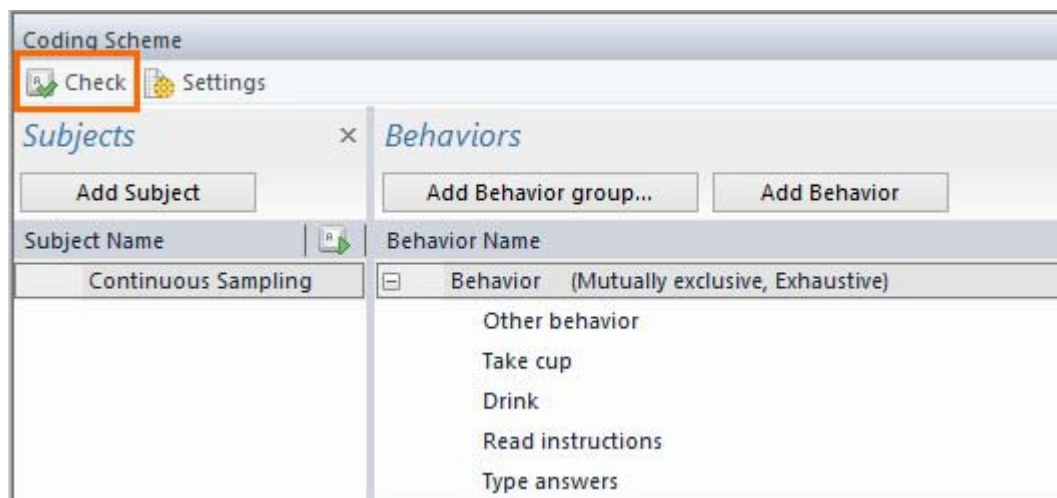 Coding Scheme
Check Settings
Subjects × Behaviors
Add Subject Add Behavior group... Add Behavior
Subject Name Behavior Name
Continuous Sampling Behavior (Mutually exclusive, Exhaustive)
Other behavior
Take cup
Drink
Read instructions
Type answers